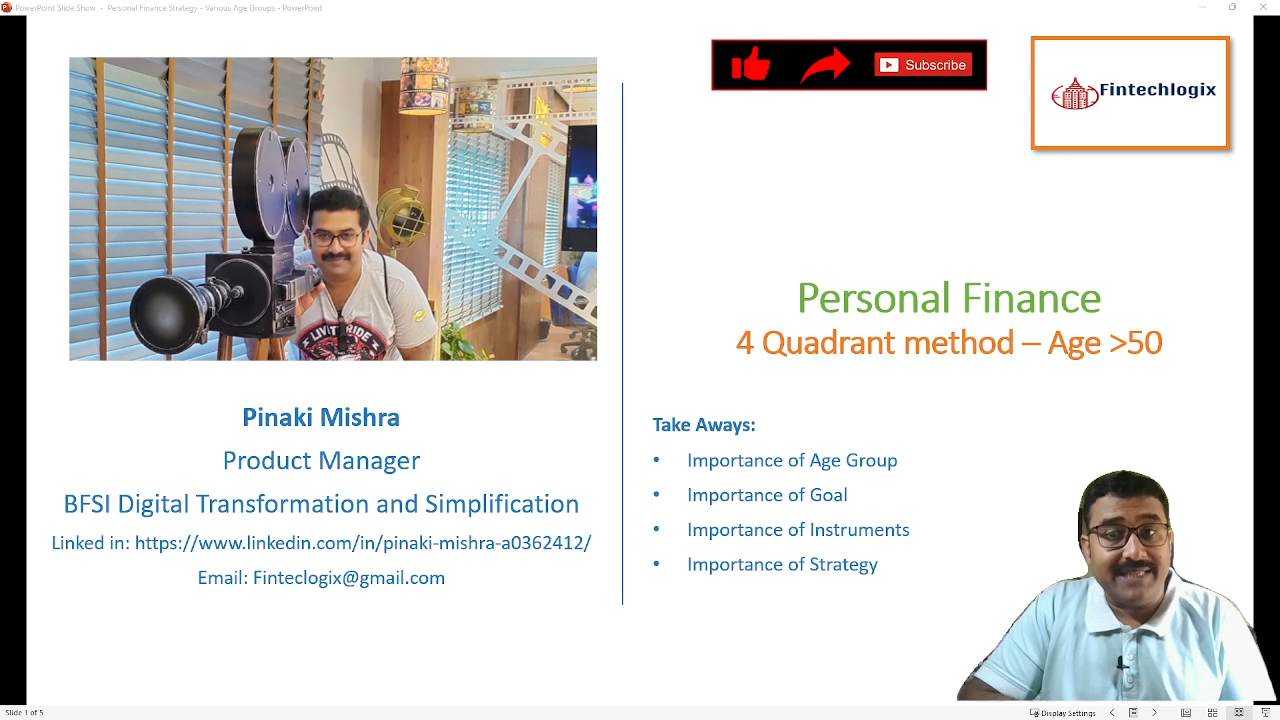 PowerPoint Slide Show - Personal Finance Strategy - Various Age Groups - PowerPoint
Subscribe
Fintechlogix
Personal Finance
4 Quadrant method – Age >50
Pinaki Mishra
Product Manager
BFSI Digital Transformation and Simplification
Linked in: https://www.linkedin.com/in/pinaki-mishra-a0362412/
Email: Finteclogix@gmail.com
Take Aways:
• Importance of Age Group
• Importance of Goal
• Importance of Instruments
• Importance of Strategy
Slide 1 of 5
Display Settings